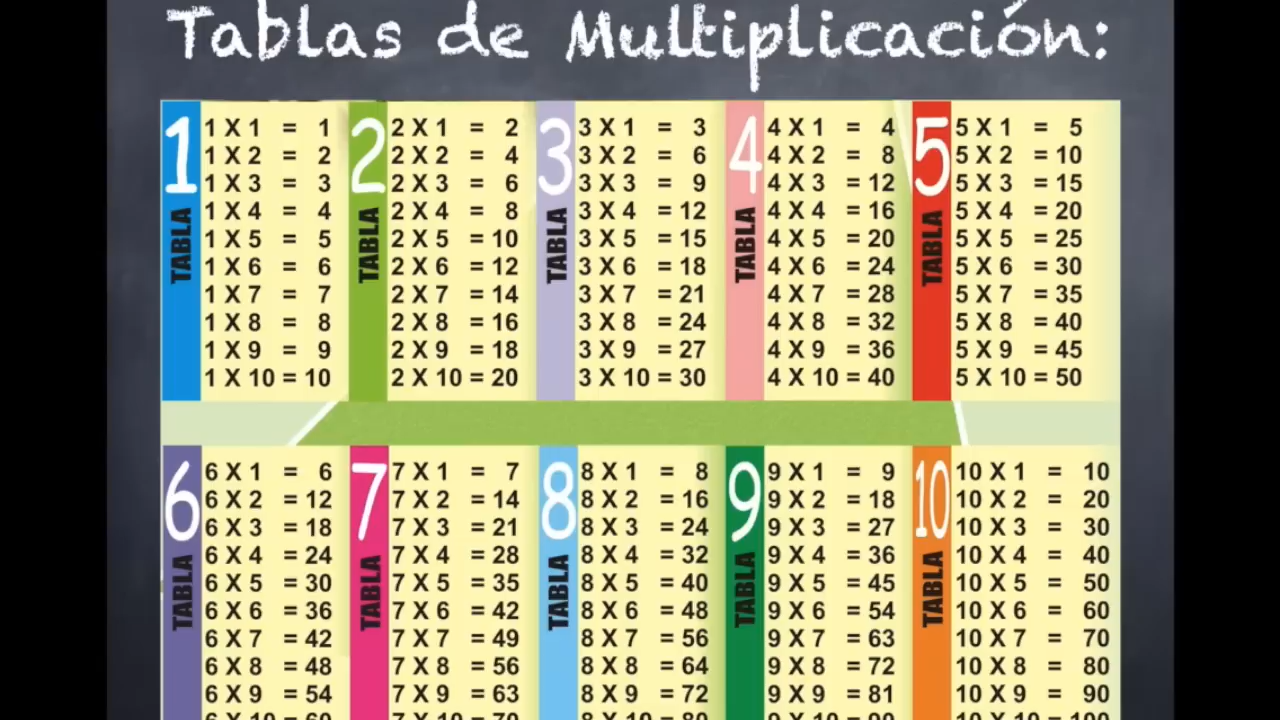 Tablas de Multiplicación:
1 TABLA
1 X 1 = 1
1 X 2 = 2
1 X 3 = 3
1 X 4 = 4
1 X 5 = 5
1 X 6 = 6
1 X 7 = 7
1 X 8 = 8
1 X 9 = 9
1 X 10 = 10
2 TABLA
2 X 1 = 2
2 X 2 = 4
2 X 3 = 6
2 X 4 = 8
2 X 5 = 10
2 X 6 = 12
2 X 7 = 14
2 X 8 = 16
2 X 9 = 18
2 X 10 = 20
3 TABLA
3 X 1 = 3
3 X 2 = 6
3 X 3 = 9
3 X 4 = 12
3 X 5 = 15
3 X 6 = 18
3 X 7 = 21
3 X 8 = 24
3 X 9 = 27
3 X 10 = 30
4 TABLA
4 X 1 = 4
4 X 2 = 8
4 X 3 = 12
4 X 4 = 16
4 X 5 = 20
4 X 6 = 24
4 X 7 = 28
4 X 8 = 32
4 X 9 = 36
4 X 10 = 40
5 TABLA
5 X 1 = 5
5 X 2 = 10
5 X 3 = 15
5 X 4 = 20
5 X 5 = 25
5 X 6 = 30
5 X 7 = 35
5 X 8 = 40
5 X 9 = 45
5 X 10 = 50
6 TABLA
6 X 1 = 6
6 X 2 = 12
6 X 3 = 18
6 X 4 = 24
6 X 5 = 30
6 X 6 = 36
6 X 7 = 42
6 X 8 = 48
6 X 9 = 54
6 X 10 = 60
7 TABLA
7 X 1 = 7
7 X 2 = 14
7 X 3 = 21
7 X 4 = 28
7 X 5 = 35
7 X 6 = 42
7 X 7 = 49
7 X 8 = 56
7 X 9 = 63
7 X 10 = 70
8 TABLA
8 X 1 = 8
8 X 2 = 16
8 X 3 = 24
8 X 4 = 32
8 X 5 = 40
8 X 6 = 48
8 X 7 = 56
8 X 8 = 64
8 X 9 = 72
8 X 10 = 80
9 TABLA
9 X 1 = 9
9 X 2 = 18
9 X 3 = 27
9 X 4 = 36
9 X 5 = 45
9 X 6 = 54
9 X 7 = 63
9 X 8 = 72
9 X 9 = 81
9 X 10 = 90
10 TABLA
10 X 1 = 10
10 X 2 = 20
10 X 3 = 30
10 X 4 = 40
10 X 5 = 50
10 X 6 = 60
10 X 7 = 70
10 X 8 = 80
10 X 9 = 90
10 X 10 = 100